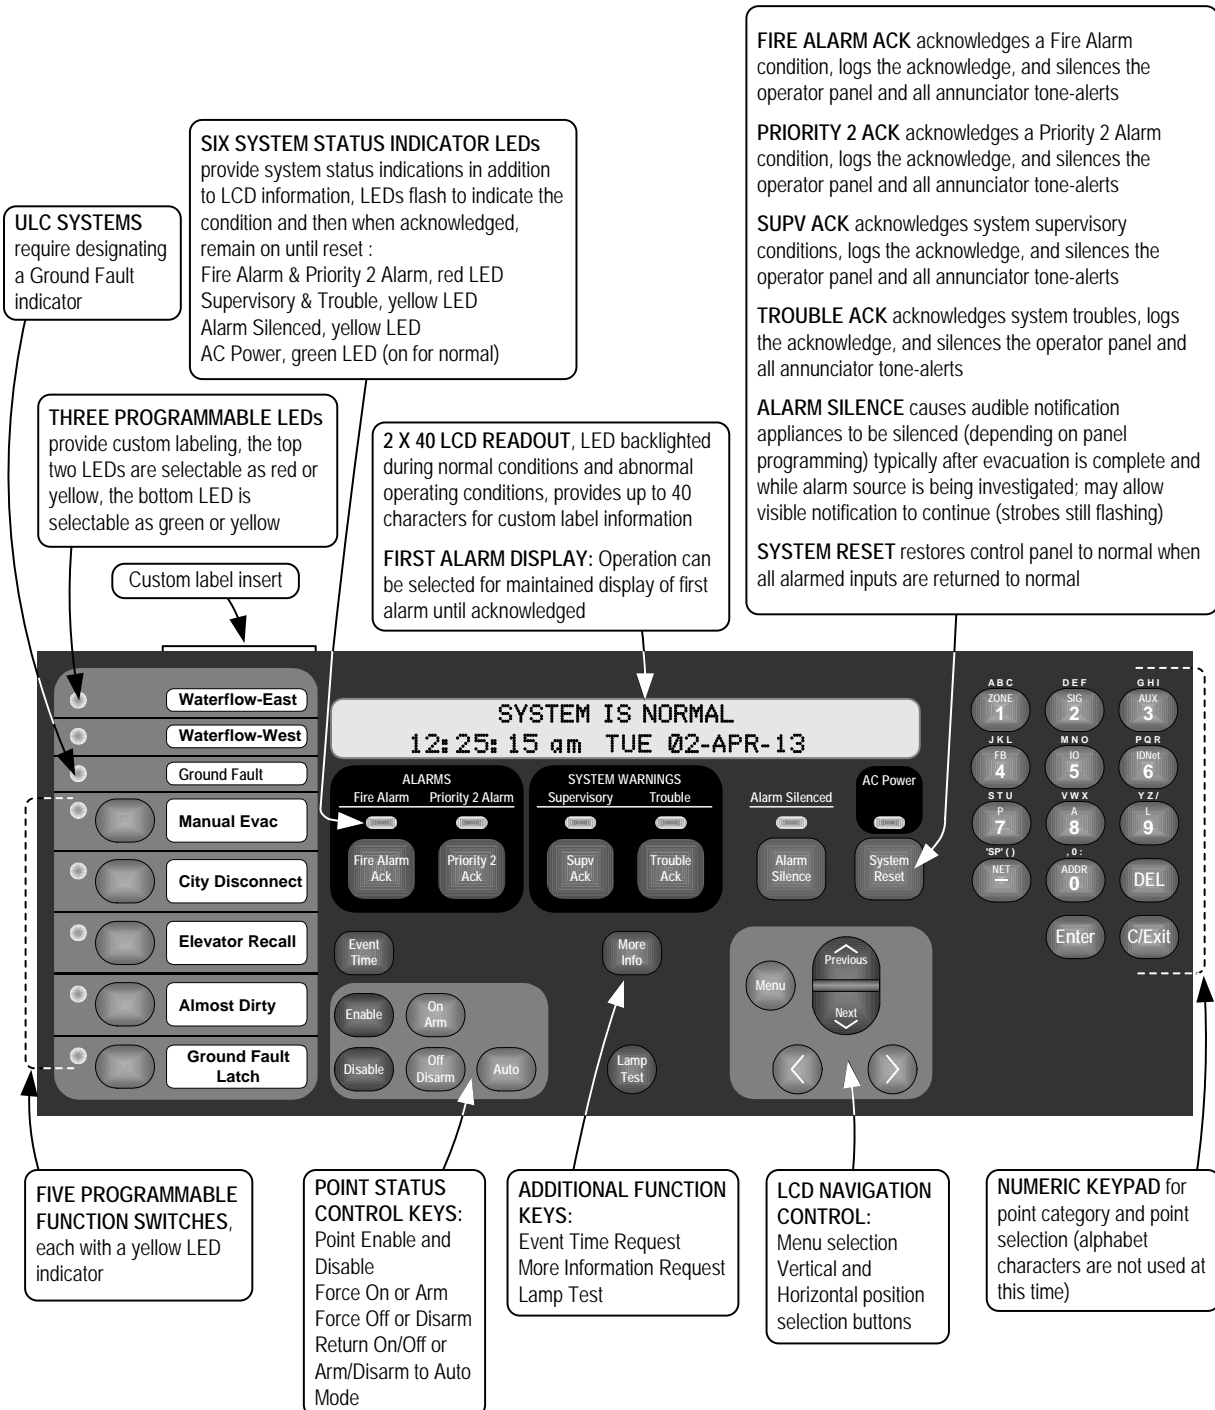 FIRE ALARM ACK acknowledges a Fire Alarm
condition, logs the acknowledge, and silences the
operator panel and all annunciator tone-alerts
PRIORITY 2 ACK acknowledges a Priority 2 Alarm
condition, logs the acknowledge, and silences the
operator panel and all annunciator tone-alerts
SUPV ACK acknowledges system supervisory
conditions, logs the acknowledge, and silences the
operator panel and all annunciator tone-alerts
TROUBLE ACK acknowledges system troubles, logs
the acknowledge, and silences the operator panel and
all annunciator tone-alerts
ALARM SILENCE causes audible notification
appliances to be silenced (depending on panel
programming) typically after evacuation is complete and
while alarm source is being investigated; may allow
visible notification to continue (strobes still flashing)
SYSTEM RESET restores control panel to normal when
all alarmed inputs are returned to normal
SIX SYSTEM STATUS INDICATOR LEDs
provide system status indications in addition
to LCD information, LEDs flash to indicate the
condition and then when acknowledged,
remain on until reset :
Fire Alarm & Priority 2 Alarm, red LED
Supervisory & Trouble, yellow LED
Alarm Silenced, yellow LED
AC Power, green LED (on for normal)
ULC SYSTEMS
require designating
a Ground Fault
indicator
THREE PROGRAMMABLE LEDs
provide custom labeling, the top
two LEDs are selectable as red or
yellow, the bottom LED is
selectable as green or yellow
2 X 40 LCD READOUT, LED backlighted
during normal conditions and abnormal
operating conditions, provides up to 40
characters for custom label information
FIRST ALARM DISPLAY: Operation can
be selected for maintained display of first
alarm until acknowledged
Custom label insert
Waterflow-East
Waterflow-West
Ground Fault
Manual Evac
City Disconnect
Elevator Recall
Almost Dirty
Ground Fault
Latch
SYSTEM IS NORMAL
12:25:15 am TUE 02-APR-13
ALARMS
Fire Alarm Priority 2 Alarm
SYSTEM WARNINGS
Supervisory Trouble
Alarm Silenced
AC Power
Fire Alarm
Ack
Priority 2
Ack
Supv
Ack
Trouble
Ack
Alarm
Silence
System
Reset
Event
Time
More
Info
Enable
On
Arm
Disable
Off
Disarm
Auto
Lamp
Test
Menu
Previous
Next
ABC DEF GHI
ZONE SIG AUX
1 2 3
JKL MNO PQR
FB IO IDNet
4 5 6
STU VWX YZ/
P A L
7 8 9
'SP' ( ) , 0 :
NET ADDR
– 0 DEL
Enter C/Exit
FIVE PROGRAMMABLE
FUNCTION SWITCHES,
each with a yellow LED
indicator
POINT STATUS
CONTROL KEYS:
Point Enable and
Disable
Force On or Arm
Force Off or Disarm
Return On/Off or
Arm/Disarm to Auto
Mode
ADDITIONAL FUNCTION
KEYS:
Event Time Request
More Information Request
Lamp Test
LCD NAVIGATION
CONTROL:
Menu selection
Vertical and
Horizontal position
selection buttons
NUMERIC KEYPAD for
point category and point
selection (alphabet
characters are not used at
this time)